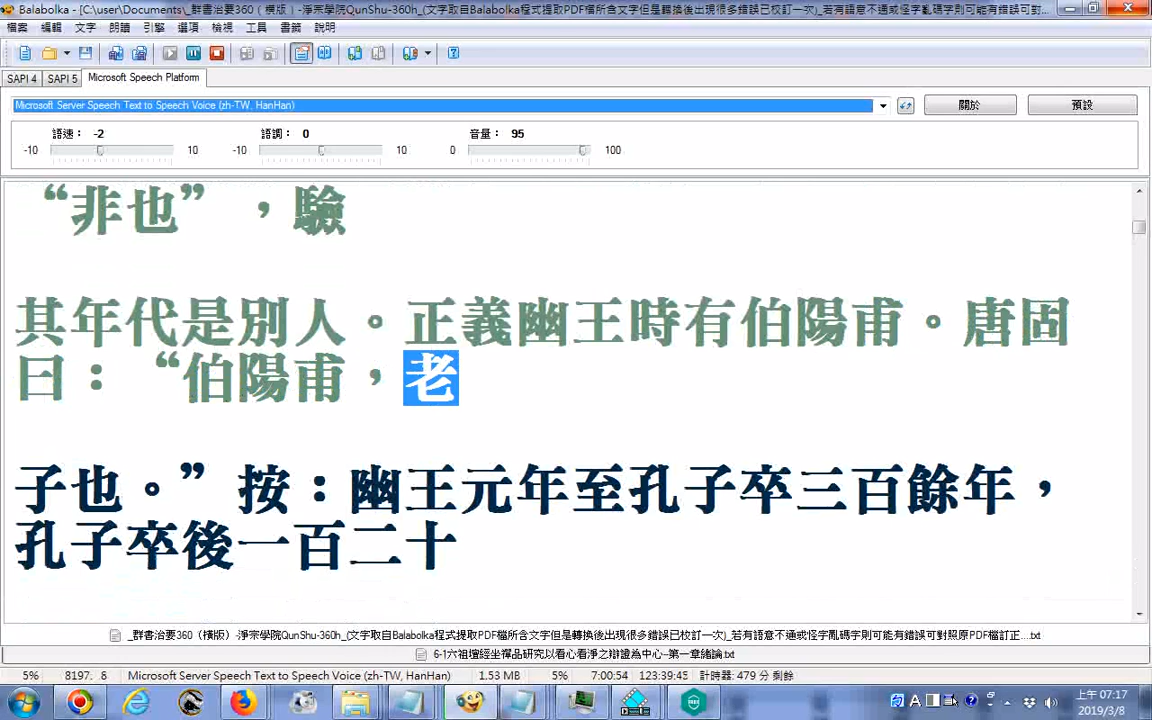 Balabolka - [C:\user\Documents\_群書治要360（橫版）-淨宗學院QunShu-360h_(文字取自Balabolka程式提取PDF檔所含文字但是轉換後出現很多錯誤已校訂一次)_若有語意不通或怪字亂碼字則可能有錯誤可對...
檔案 編輯 文字 朗讀 引擎 選項 檢視 工具 書籤 說明
SAPI 4 SAPI 5 Microsoft Speech Platform
Microsoft Server Speech Text to Speech Voice (zh-TW, HanHan) 關於 預設
語速： -2 語調： 0 音量： 95
-10 10 -10 10 0 100
“非也”，驗
其年代是別人。正義幽王時有伯陽甫。唐固
曰：“伯陽甫，老
子也。”按：幽王元年至孔子卒三百餘年，
孔子卒後一百二十
_群書治要360（橫版）-淨宗學院QunShu-360h_(文字取自Balabolka程式提取PDF檔所含文字但是轉換後出現很多錯誤已校訂一次)_若有語意不通或怪字亂碼字則可能有錯誤可對照原PDF檔訂正....txt
6-1六祖壇經坐禪品研究以看心看淨之辯證為中心--第一章緒論.txt
5% 8197. 8 Microsoft Server Speech Text to Speech Voice (zh-TW, HanHan) 1.53 MB 5% 7:00:54 123:39:45 計時器: 479 分 剩餘
上午 07:17
2019/3/8